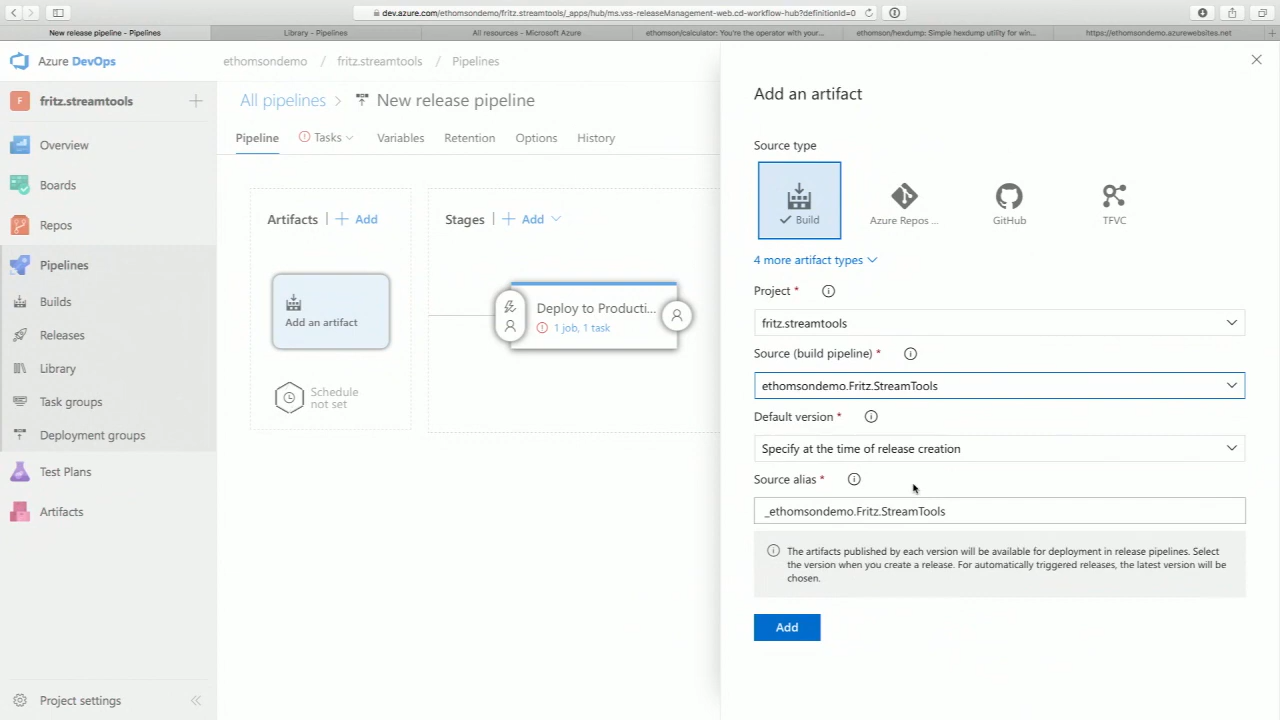 dev.azure.com/ethomsondemo/fritz.streamtools/_apps/hub/ms.vss-releaseManagement-web.cd-workflow-hub?definitionId=0
New release pipeline - Pipelines
Library - Pipelines
All resources - Microsoft Azure
ethomson/calculator: You're the operator with your...
ethomson/hexdump: Simple hexdump utility for win...
https://ethomsondemo.azurewebsites.net
Azure DevOps
ethomsondemo / fritz.streamtools / Pipelines
F fritz.streamtools
Overview
Boards
Repos
Pipelines
Builds
Releases
Library
Task groups
Deployment groups
Test Plans
Artifacts
Project settings
All pipelines > New release pipeline
Pipeline
Tasks
Variables
Retention
Options
History
Artifacts | + Add
Add an artifact
Schedule
not set
Stages | + Add
Deploy to Producti...
1 job, 1 task
Add an artifact
Source type
Build
Azure Repos ...
GitHub
TFVC
4 more artifact types
Project *
fritz.streamtools
Source (build pipeline) *
ethomsondemo.Fritz.StreamTools
Default version *
Specify at the time of release creation
Source alias *
_ethomsondemo.Fritz.StreamTools
The artifacts published by each version will be available for deployment in release pipelines. Select
the version when you create a release. For automatically triggered releases, the latest version will be
chosen.
Add